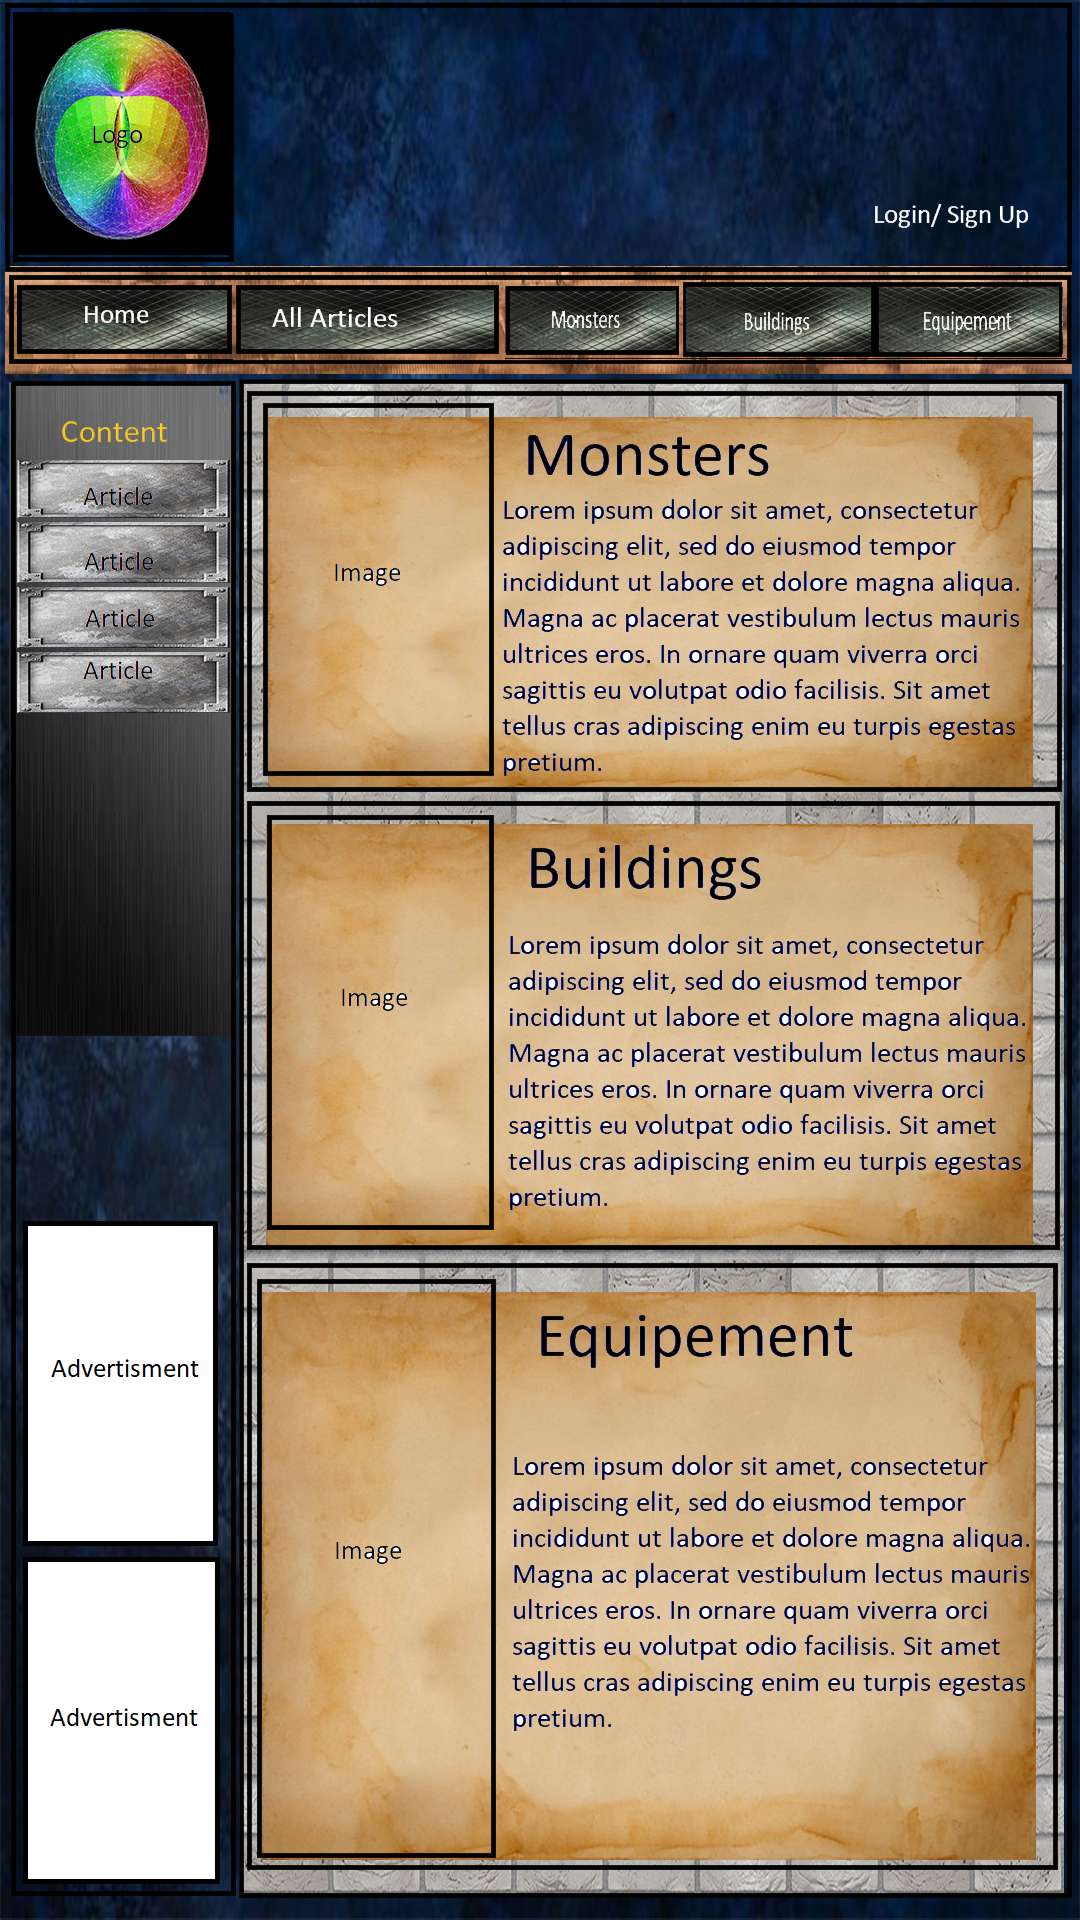 Logo
Login/ Sign Up
Home
All Articles
Monsters
Buildings
Equipement
Content
Article
Article
Article
Article
Advertisment
Advertisment
Image
Monsters
Lorem ipsum dolor sit amet, consectetur
adipiscing elit, sed do eiusmod tempor
incididunt ut labore et dolore magna aliqua.
Magna ac placerat vestibulum lectus mauris
ultrices eros. In ornare quam viverra orci
sagittis eu volutpat odio facilisis. Sit amet
tellus cras adipiscing enim eu turpis egestas
pretium.
Image
Buildings
Lorem ipsum dolor sit amet, consectetur
adipiscing elit, sed do eiusmod tempor
incididunt ut labore et dolore magna aliqua.
Magna ac placerat vestibulum lectus mauris
ultrices eros. In ornare quam viverra orci
sagittis eu volutpat odio facilisis. Sit amet
tellus cras adipiscing enim eu turpis egestas
pretium.
Image
Equipement
Lorem ipsum dolor sit amet, consectetur
adipiscing elit, sed do eiusmod tempor
incididunt ut labore et dolore magna aliqua.
Magna ac placerat vestibulum lectus mauris
ultrices eros. In ornare quam viverra orci
sagittis eu volutpat odio facilisis. Sit amet
tellus cras adipiscing enim eu turpis egestas
pretium.